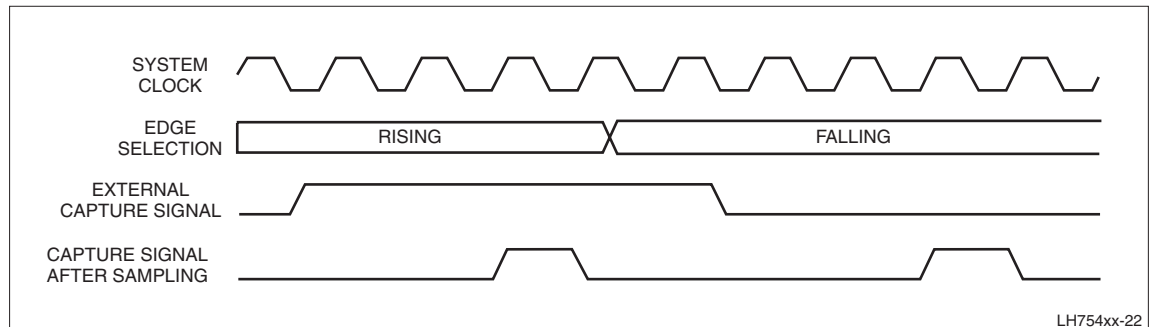 SYSTEM
CLOCK
EDGE
SELECTION
RISING
FALLING
EXTERNAL
CAPTURE SIGNAL
CAPTURE SIGNAL
AFTER SAMPLING
LH754xx-22